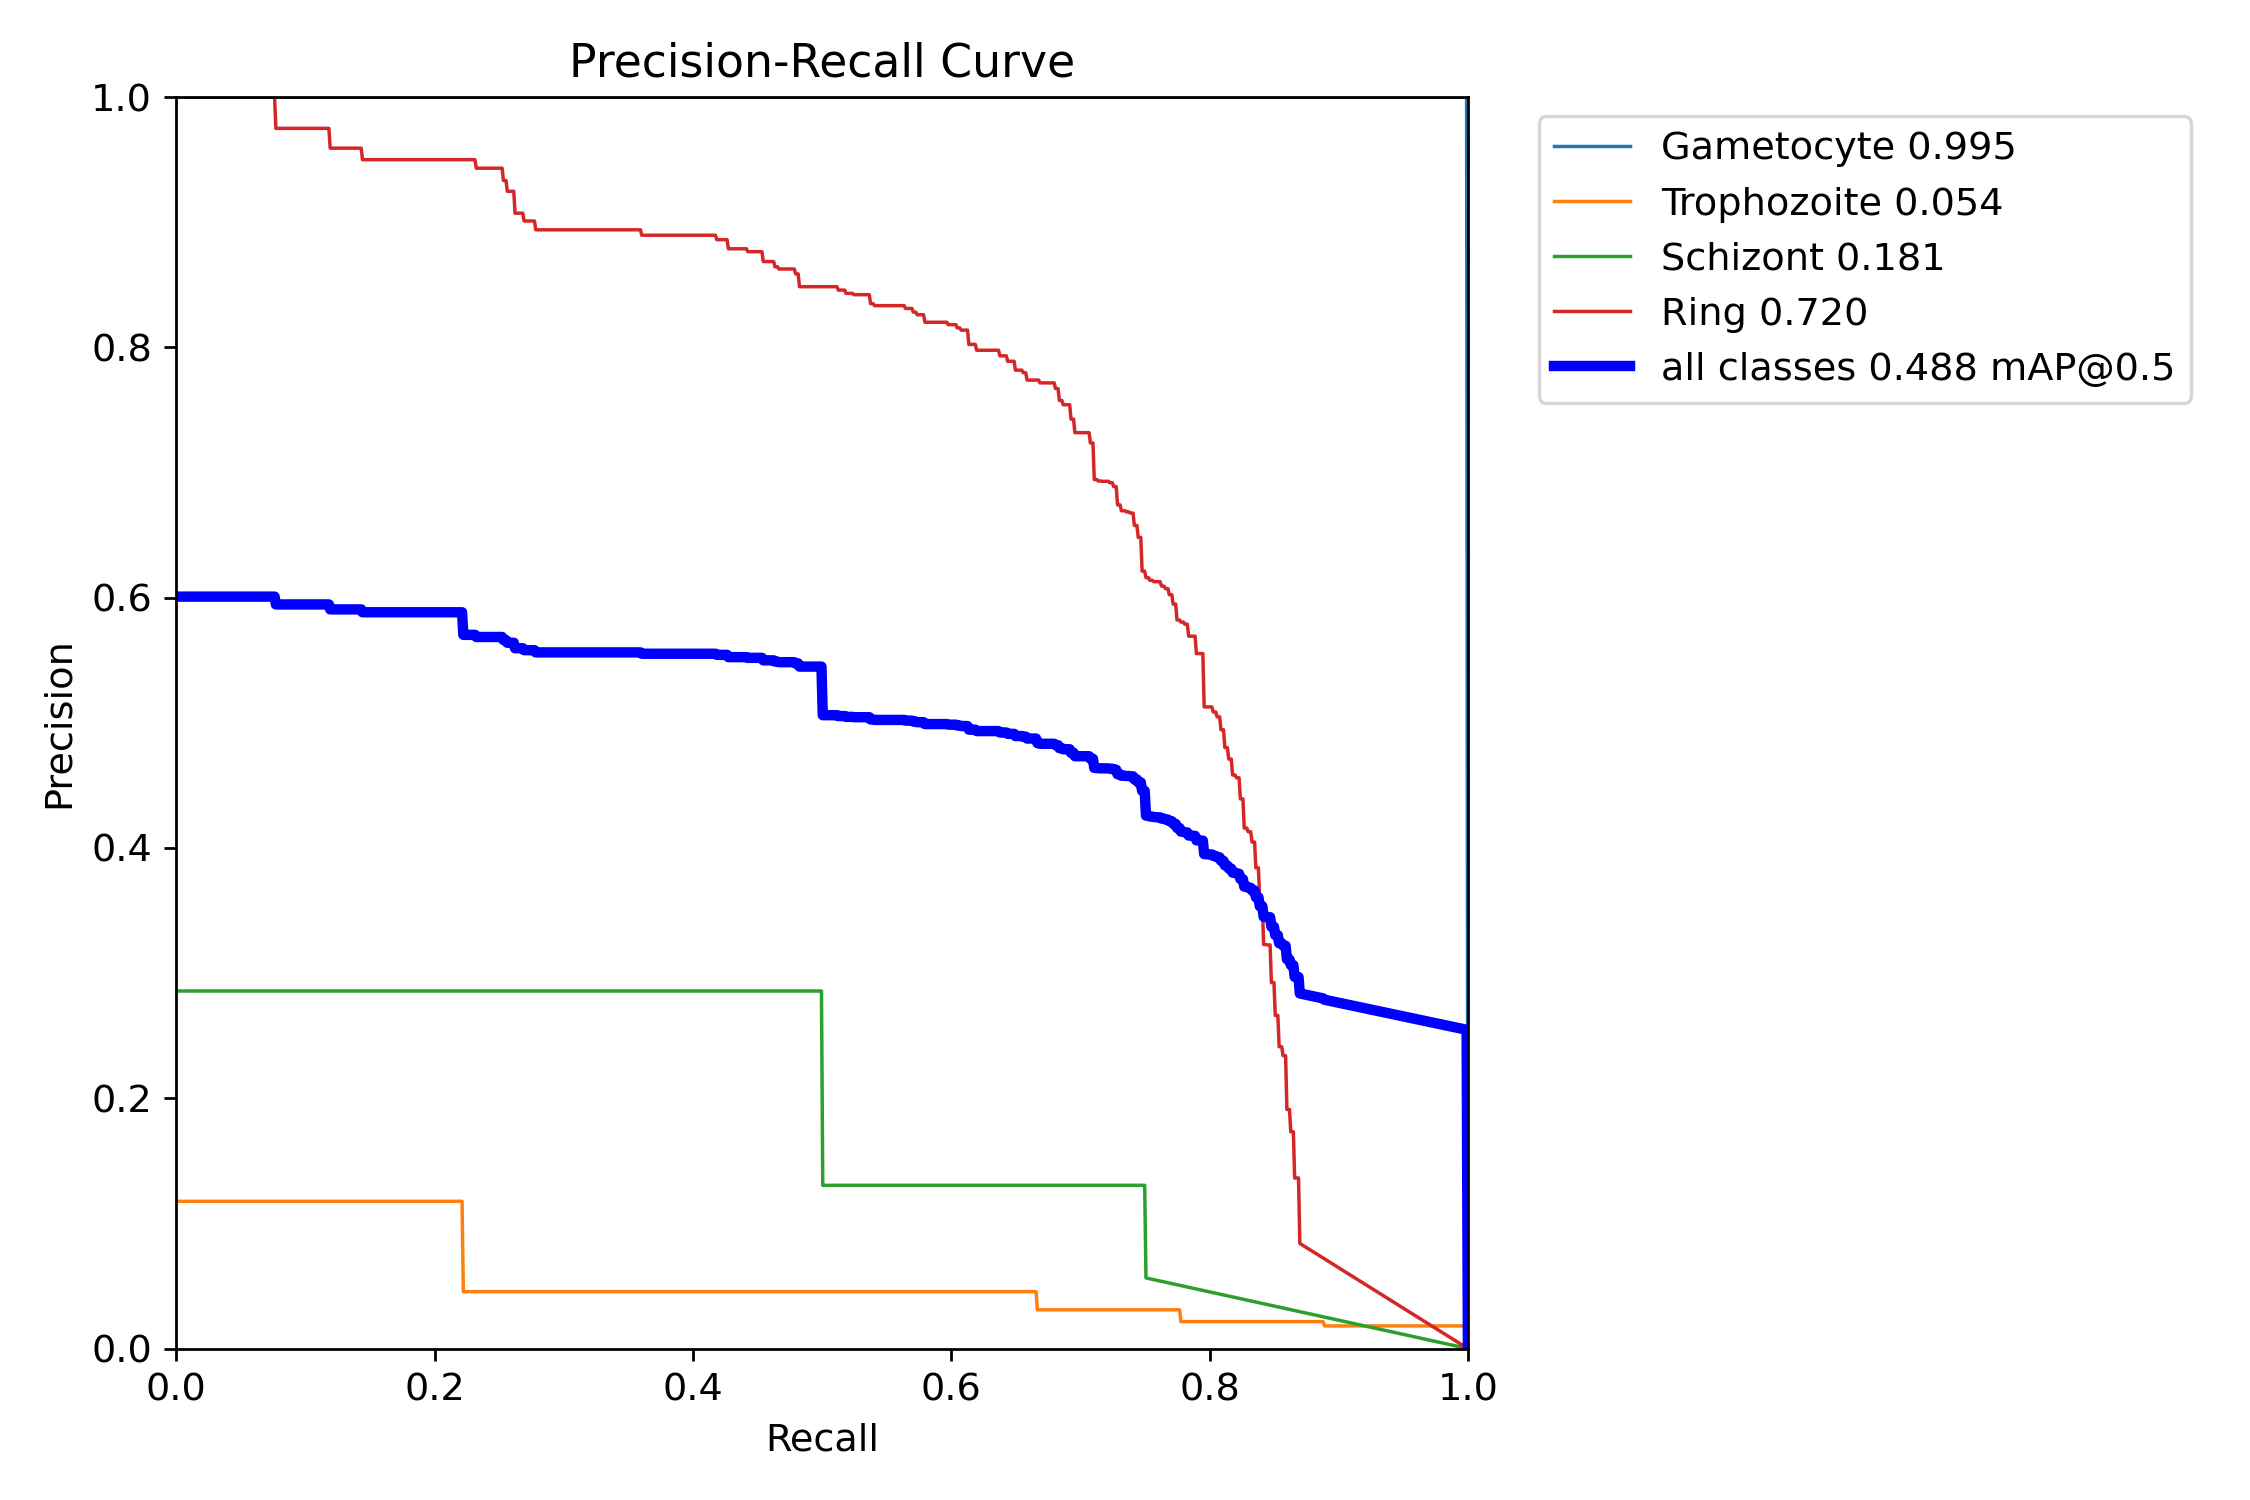 Precision-Recall Curve
1.0
0.8
0.6
0.4
0.2
0.0
Precision
0.0 0.2 0.4 0.6 0.8 1.0
Recall
Gametocyte 0.995
Trophozoite 0.054
Schizont 0.181
Ring 0.720
all classes 0.488 mAP@0.5